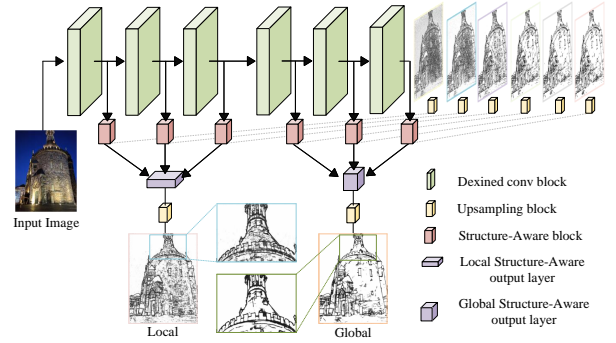 Input Image
Local
Global
Dexined conv block
Upsampling block
Structure-Aware block
Local Structure-Aware
output layer
Global Structure-Aware
output layer